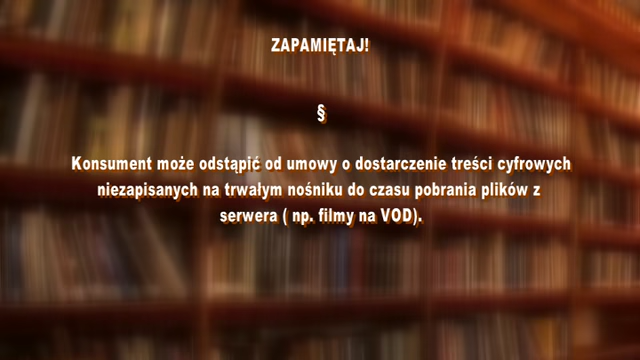 ZAPAMIĘTAJ!
§
Konsument może odstąpić od umowy o dostarczenie treści cyfrowych
niezapisanych na trwałym nośniku do czasu pobrania plików z
serwera ( np. filmy na VOD).